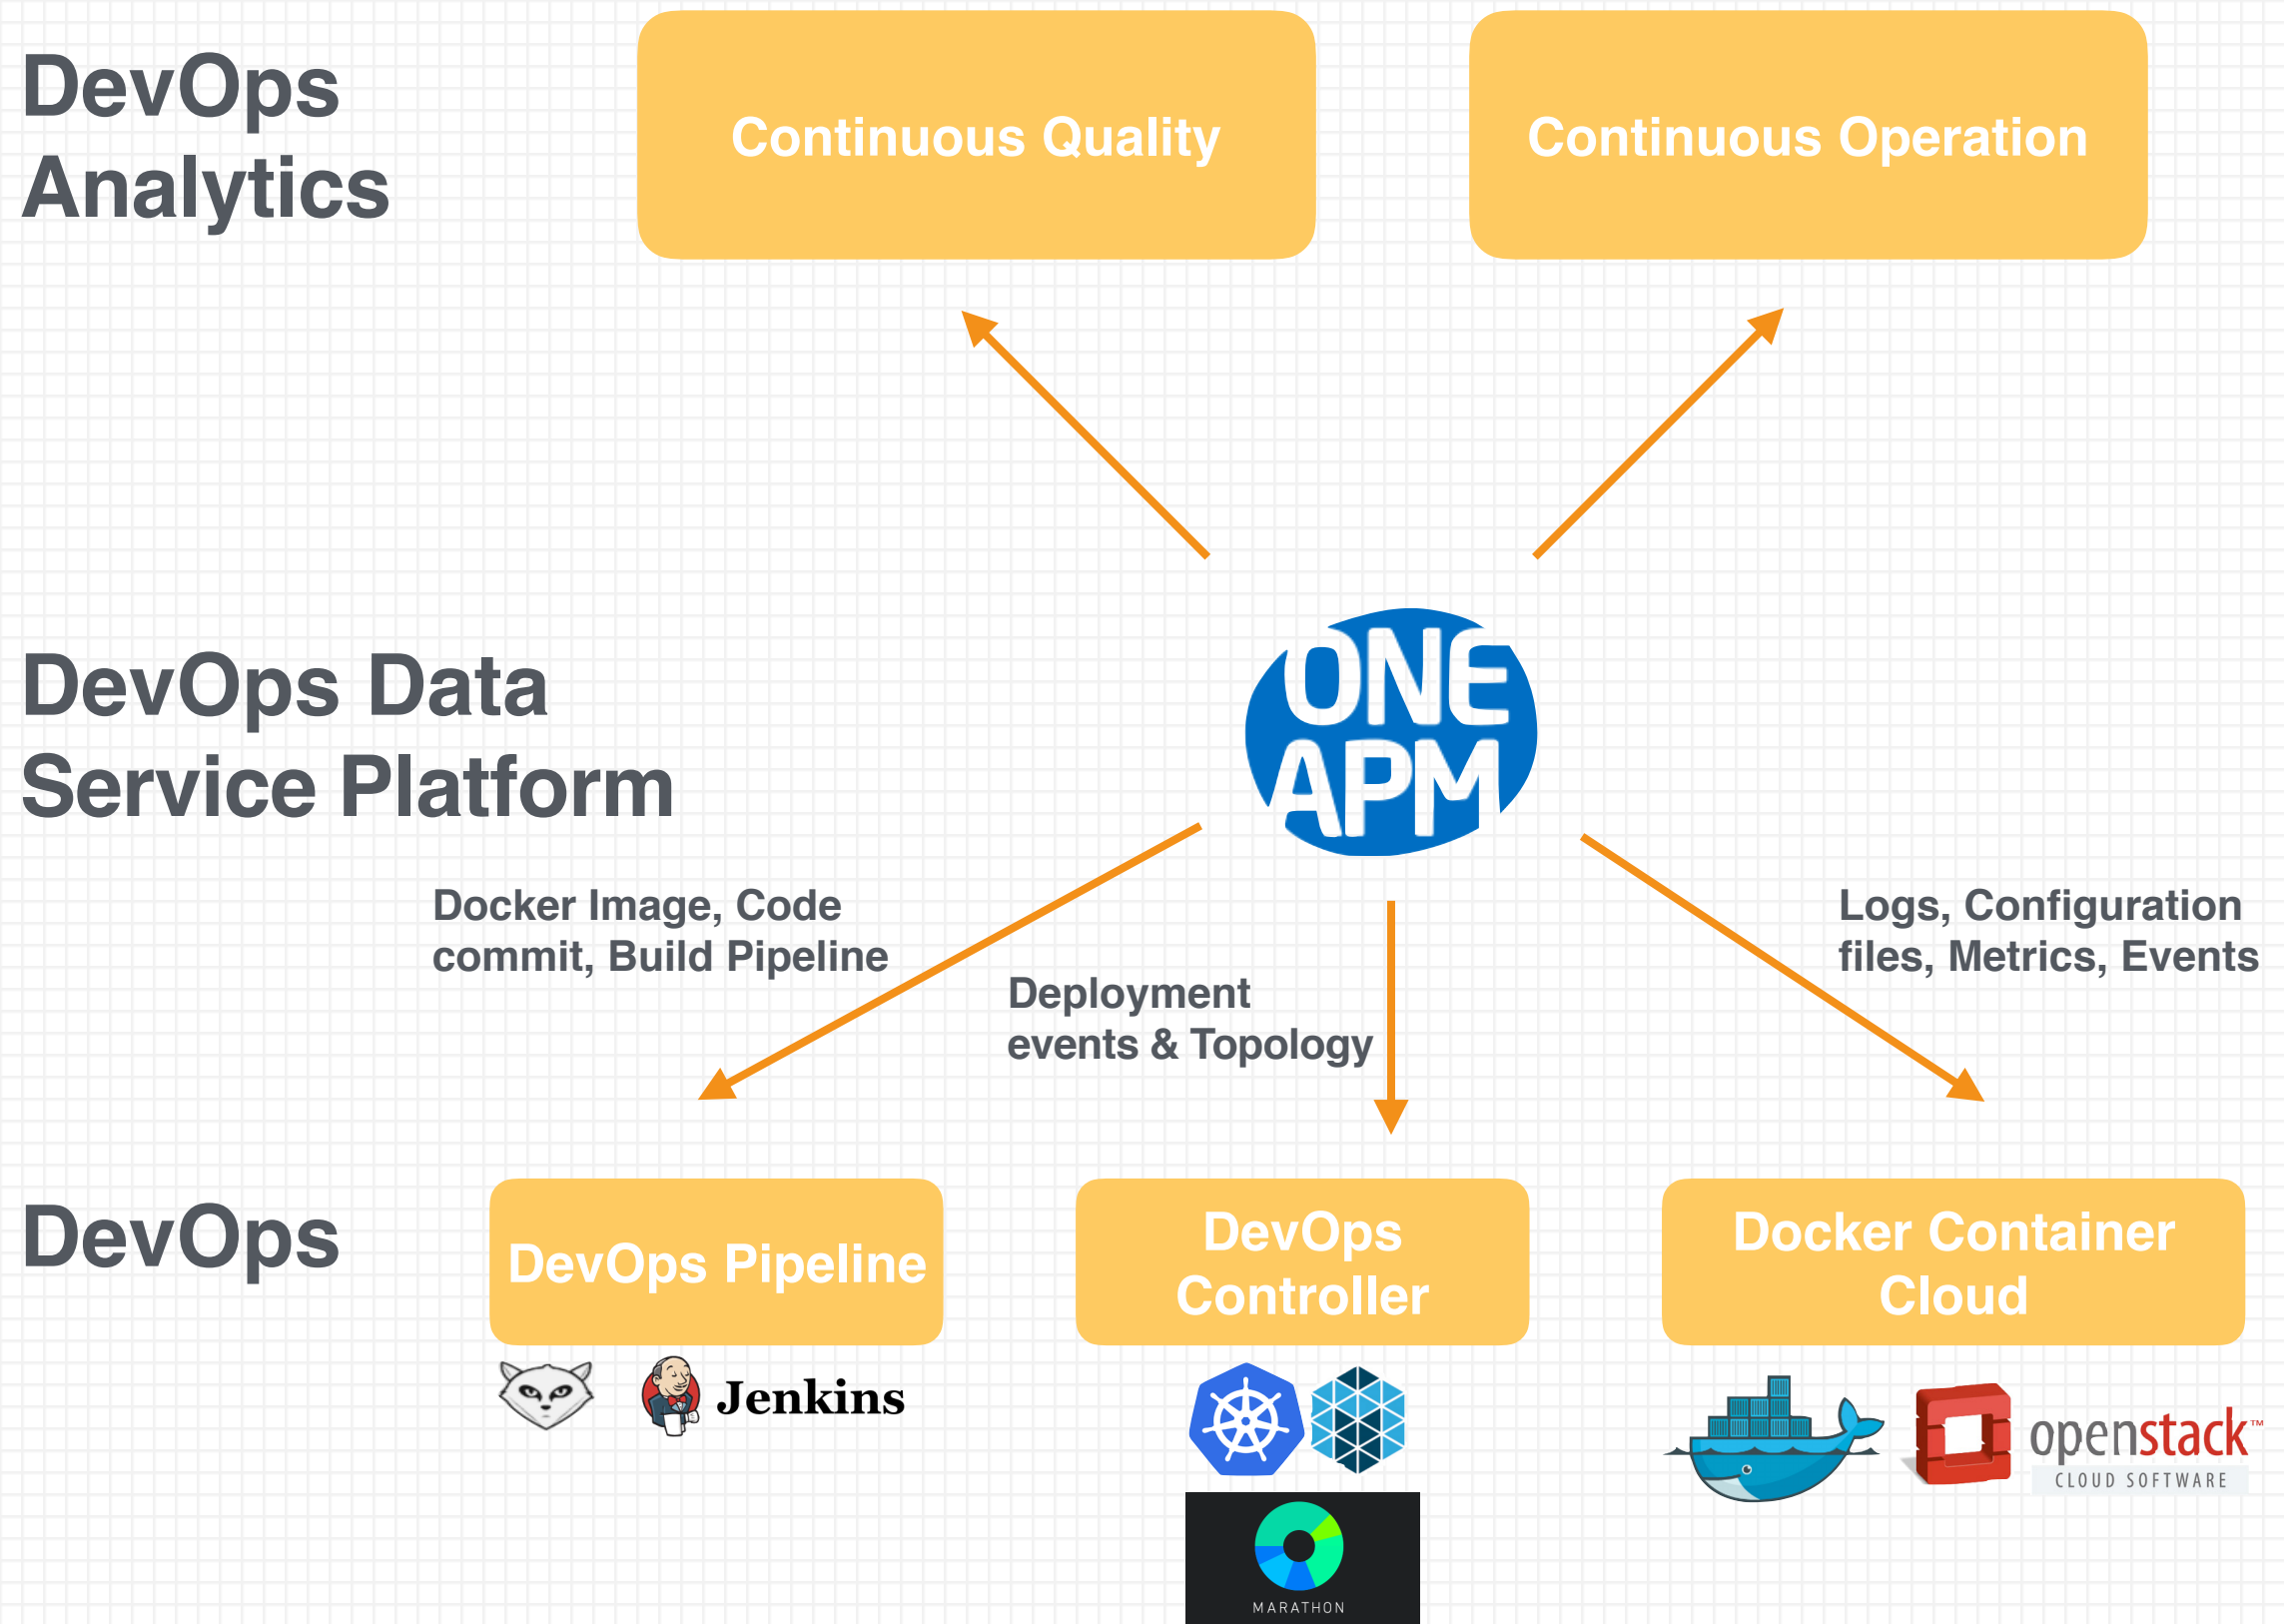 DevOps
Analytics
Continuous Quality
Continuous Operation
DevOps Data
Service Platform
ONE
APM
Docker Image, Code
commit, Build Pipeline
Deployment
events & Topology
Logs, Configuration
files, Metrics, Events
DevOps
DevOps Pipeline
DevOps
Controller
Docker Container
Cloud
Jenkins
openstack™
CLOUD SOFTWARE
MARATHON